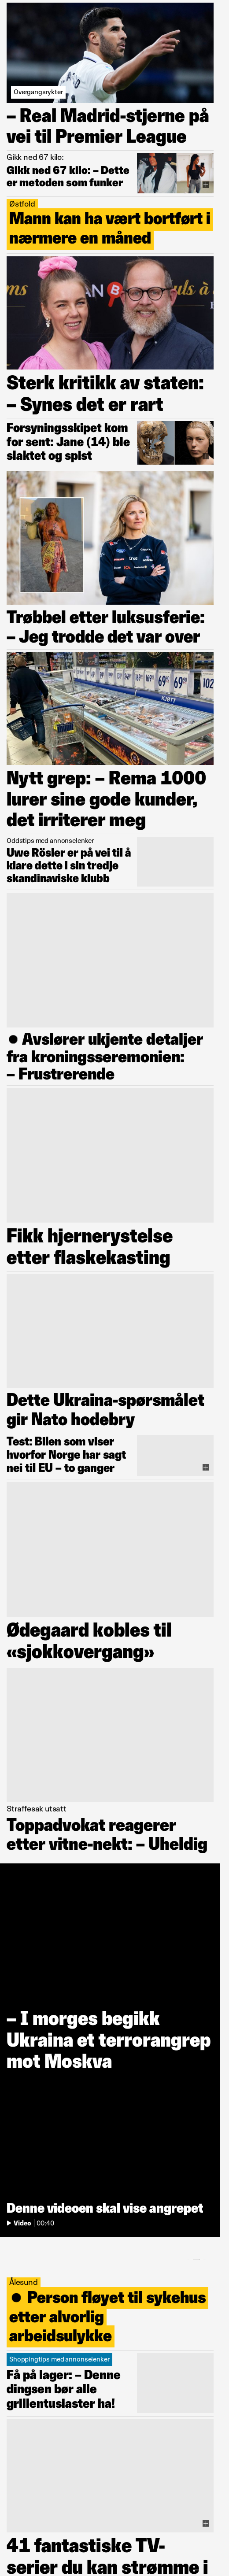 Overgangsrykter
– Real Madrid-stjerne på
vei til Premier League
Gikk ned 67 kilo:
Gikk ned 67 kilo: – Dette
er metoden som funker
Østfold
Mann kan ha vært bortført i
nærmere en måned
Sterk kritikk av staten:
– Synes det er rart
Forsyningsskipet kom
for sent: Jane (14) ble
slaktet og spist
Trøbbel etter luksusferie:
– Jeg trodde det var over
69 90
69 90
69 90
102
KJØTT
Nytt grep: – Rema 1000
lurer sine gode kunder,
det irriterer meg
Oddstips med annonselenker
Uwe Rösler er på vei til å
klare dette i sin tredje
skandinaviske klubb
● Avslører ukjente detaljer
fra kroningsseremonien:
– Frustrerende
Fikk hjernerystelse
etter flaskekasting
Dette Ukraina-spørsmålet
gir Nato hodebry
Test: Bilen som viser
hvorfor Norge har sagt
nei til EU – to ganger
Ødegaard kobles til
«sjokkovergang»
Straffesak utsatt
Toppadvokat reagerer
etter vitne-nekt: – Uheldig
– I morges begikk
Ukraina et terrorangrep
mot Moskva
Denne videoen skal vise angrepet
Video | 00:40
Ålesund
● Person fløyet til sykehus
etter alvorlig
arbeidsulykke
Shoppingtips med annonselenker
Få på lager: – Denne
dingsen bør alle
grillentusiaster ha!
41 fantastiske TV-
serier du kan strømme i